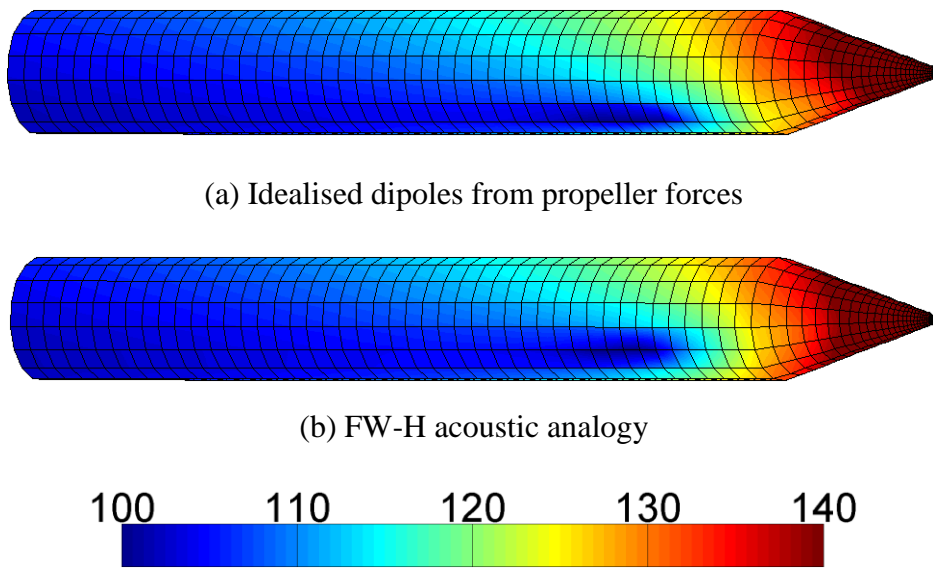 (a) Idealised dipoles from propeller forces
(b) FW-H acoustic analogy
100 110 120 130 140